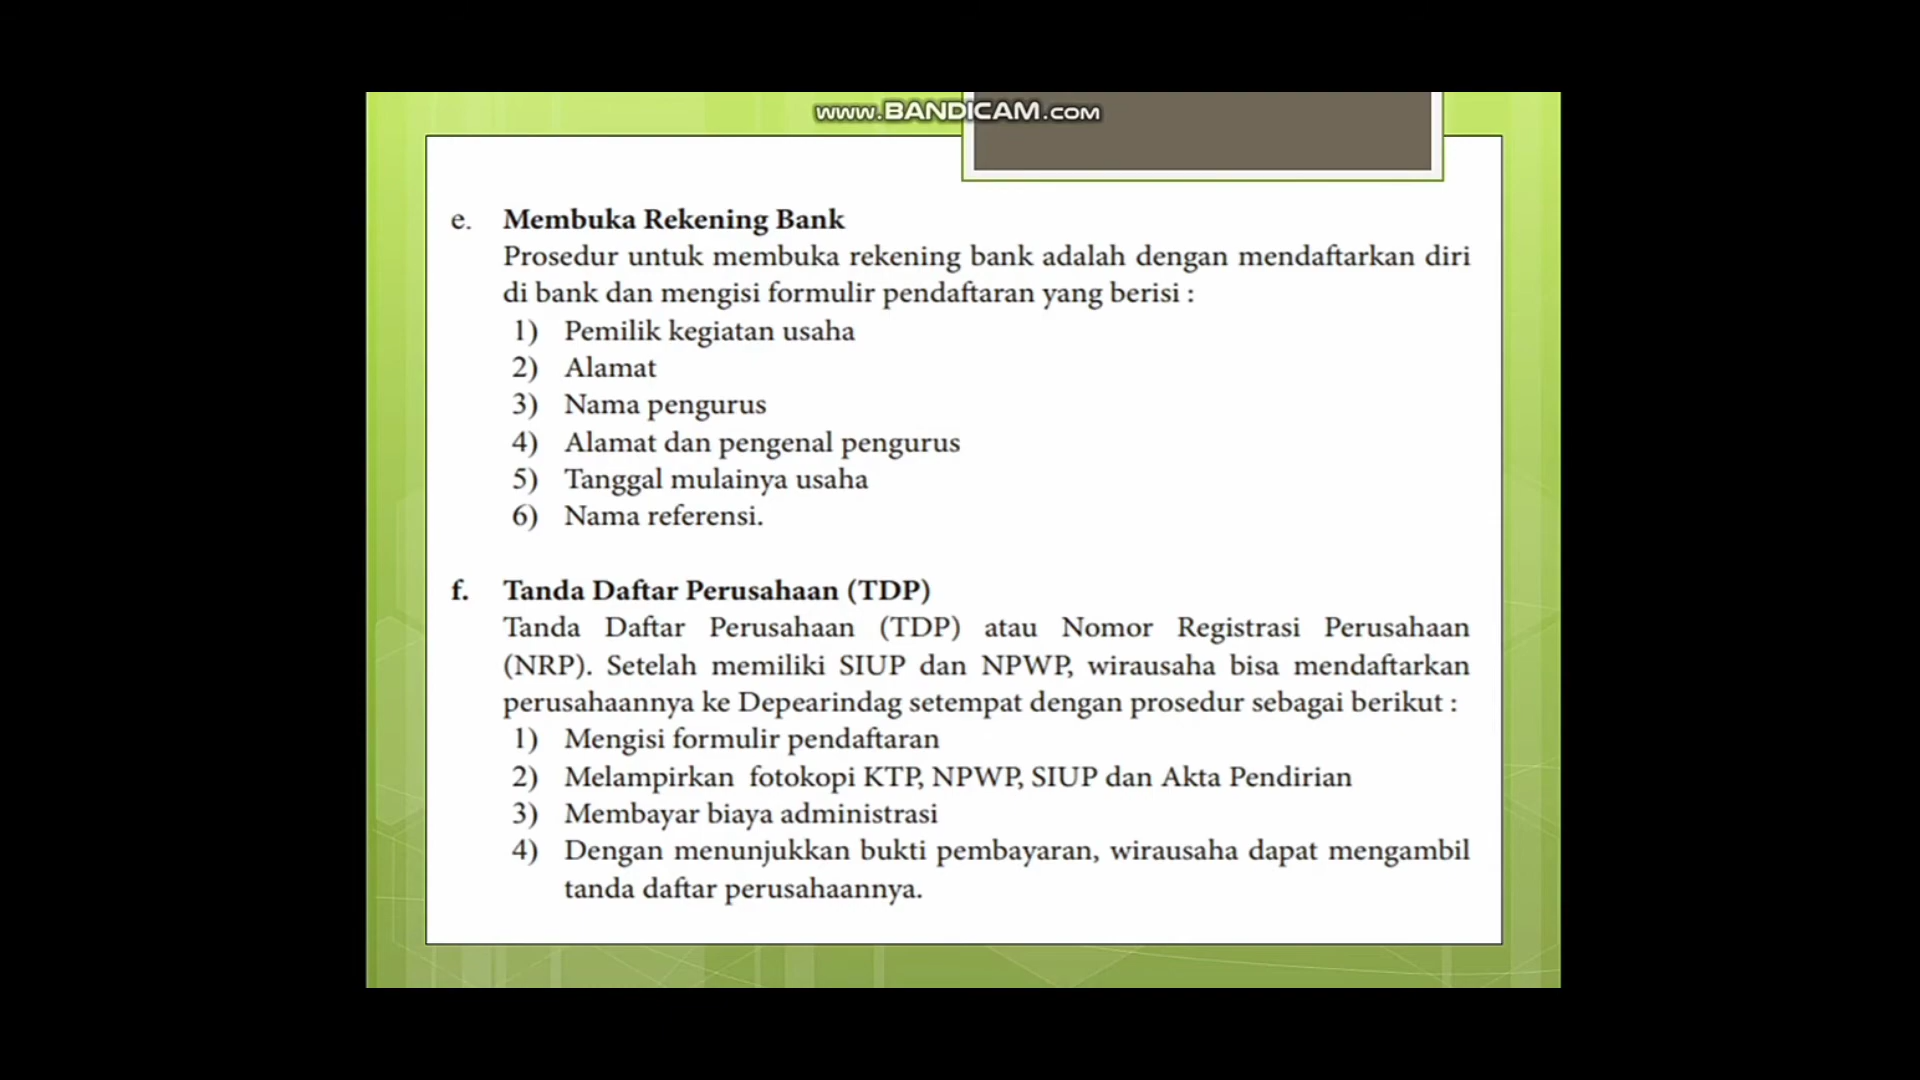 www.BANDICAM.com
e. Membuka Rekening Bank
Prosedur untuk membuka rekening bank adalah dengan mendaftarkan diri
di bank dan mengisi formulir pendaftaran yang berisi :
1) Pemilik kegiatan usaha
2) Alamat
3) Nama pengurus
4) Alamat dan pengenal pengurus
5) Tanggal mulainya usaha
6) Nama referensi.
f. Tanda Daftar Perusahaan (TDP)
Tanda Daftar Perusahaan (TDP) atau Nomor Registrasi Perusahaan
(NRP). Setelah memiliki SIUP dan NPWP, wirausaha bisa mendaftarkan
perusahaannya ke Depearindag setempat dengan prosedur sebagai berikut :
1) Mengisi formulir pendaftaran
2) Melampirkan fotokopi KTP, NPWP, SIUP dan Akta Pendirian
3) Membayar biaya administrasi
4) Dengan menunjukkan bukti pembayaran, wirausaha dapat mengambil
tanda daftar perusahaannya.